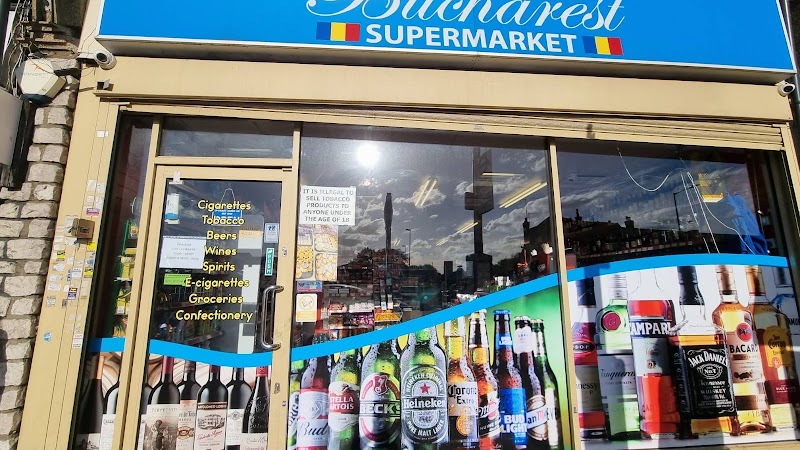 Bucharest
SUPERMARKET
IT IS ILLEGAL TO
SELL TOBACCO
PRODUCTS TO
ANYONE UNDER
THE AGE OF 18
Cigarettes
Tobacco
Beers
Wines
Spirits
E-cigarettes
Groceries
Confectionery
Bud
STELLA
ARTOIS
BECK'S
Heineken
Corona
Extra
BUD
LIGHT
CAMPARI
JACK DANIEL'S
BACARDI